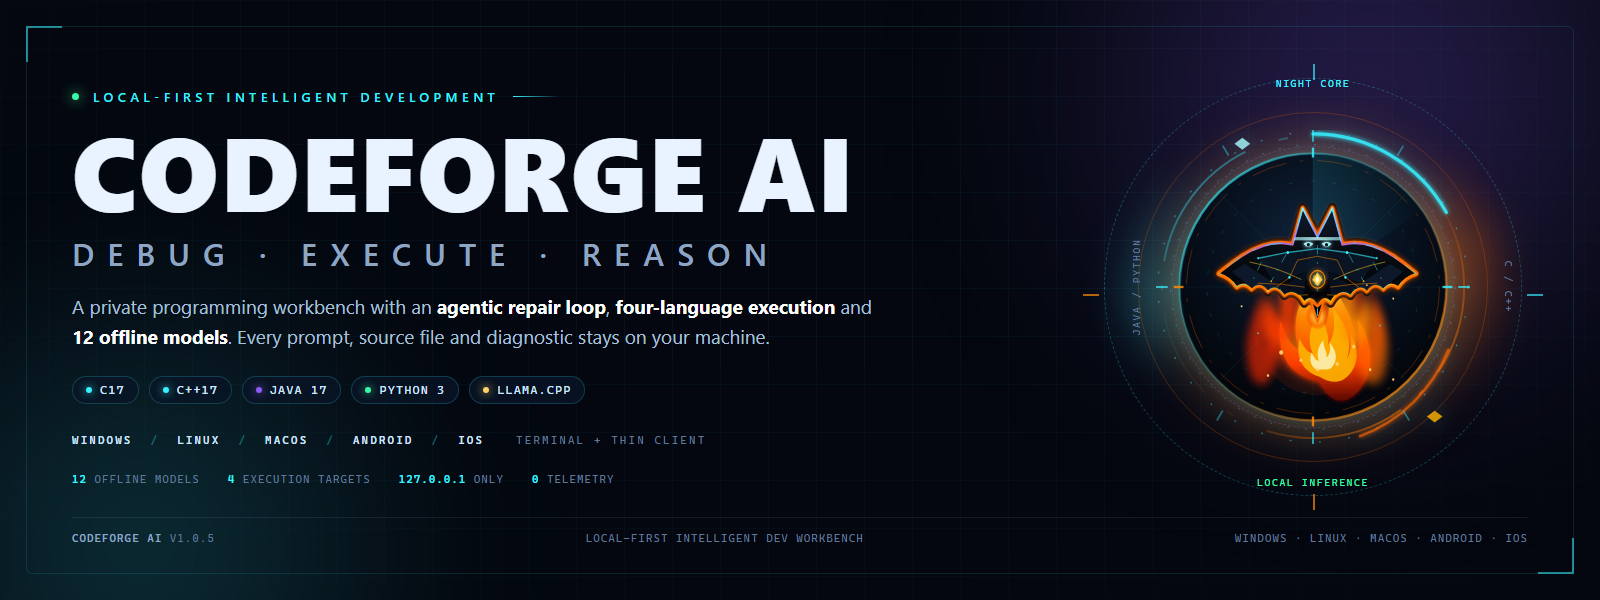 LOCAL-FIRST INTELLIGENT DEVELOPMENT
CODEFORGE AI
DEBUG · EXECUTE · REASON
A private programming workbench with an agentic repair loop, four-language execution and
12 offline models. Every prompt, source file and diagnostic stays on your machine.
C17 C++17 JAVA 17 PYTHON 3 LLAMA.CPP
WINDOWS / LINUX / MACOS / ANDROID / IOS TERMINAL + THIN CLIENT
12 OFFLINE MODELS 4 EXECUTION TARGETS 127.0.0.1 ONLY 0 TELEMETRY
NIGHT CORE
JAVA / PYTHON
C / C++
LOCAL INFERENCE
CODEFORGE AI V1.0.5
LOCAL-FIRST INTELLIGENT DEV WORKBENCH
WINDOWS · LINUX · MACOS · ANDROID · IOS